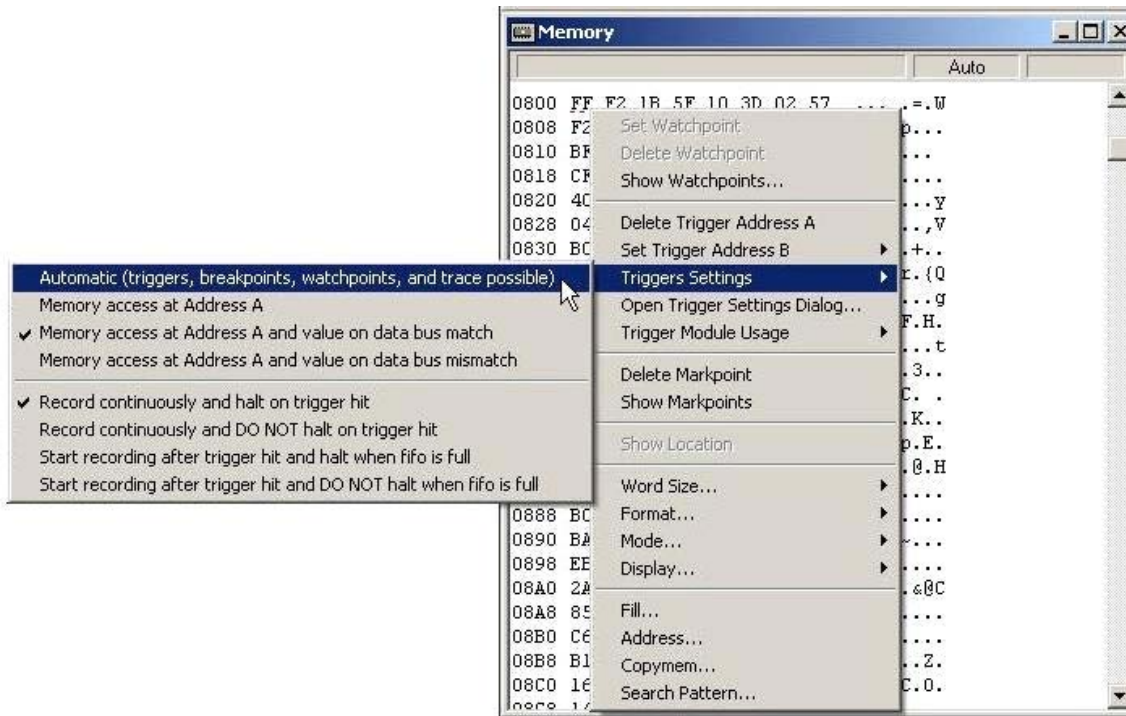 Memory
Auto
0800 FF F2 1B 5F 10 3D 02 57 .... .=.W
0808 F2 p...
0810 BF ...
0818 CF ....
0820 4C ...y
0828 04 ..,V
0830 BC .+..
r.{Q
...g
F.H.
...t
.3..
C. .
.K..
p.E.
.@.H
....
0888 BC ....
0890 BA ~...
0898 EE ....
08A0 2A .&@C
08A8 85 ....
08B0 C6 ....
08B8 B1 ..Z.
08C0 16 C.O.
Set Watchpoint
Delete Watchpoint
Show Watchpoints...
Delete Trigger Address A
Set Trigger Address B
Triggers Settings
Open Trigger Settings Dialog...
Trigger Module Usage
Delete Markpoint
Show Markpoints
Show Location
Word Size...
Format...
Mode...
Display...
Fill...
Address...
Copymem...
Search Pattern...
Automatic (triggers, breakpoints, watchpoints, and trace possible)
Memory access at Address A
Memory access at Address A and value on data bus match
Memory access at Address A and value on data bus mismatch
Record continuously and halt on trigger hit
Record continuously and DO NOT halt on trigger hit
Start recording after trigger hit and halt when fifo is full
Start recording after trigger hit and DO NOT halt when fifo is full